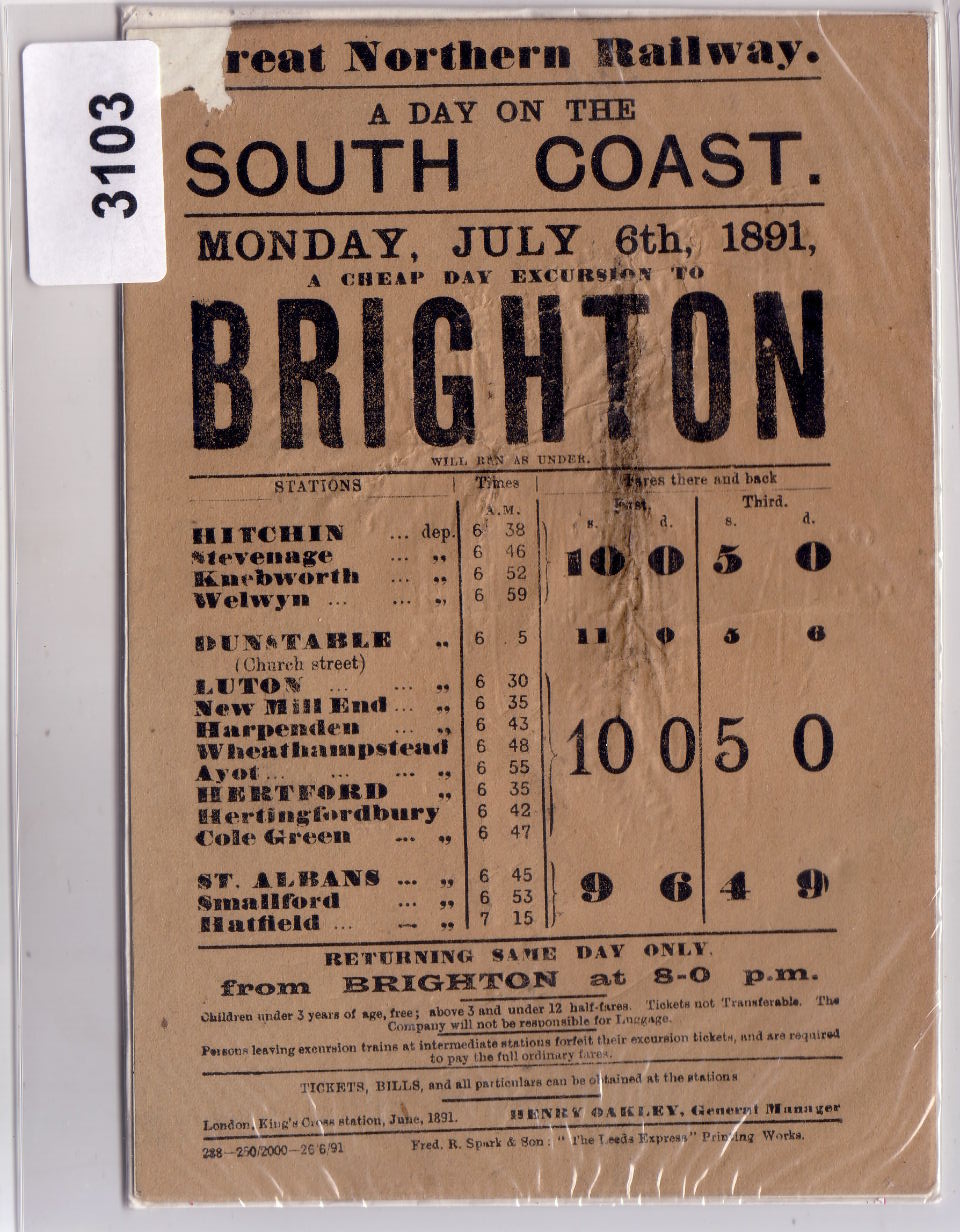 3103
reat Northern Railway.
A DAY ON THE
SOUTH COAST.
MONDAY, JULY 6th, 1891,
A CHEAP DAY EXCURSION TO
BRIGHTON
WILL RUN AS UNDER.
STATIONS Times Fares there and back
A.M. First. Third.
s. d. s. d.
HITCHIN ... dep. 6 38
Stevenage ... „ 6 46
Knebworth ... „ 6 52
Welwyn ... ... „ 6 59
10 0 5 0
DUNSTABLE „ 6 5 11 0 5 6
(Church street)
LUTON ... ... „ 6 30
New Mill End ... „ 6 35
Harpenden ... „ 6 43
Wheathampstead 6 48
Ayot ... ... ... „ 6 55
HERTFORD „ 6 35
Hertingfordbury 6 42
Cole Green ... „ 6 47
10 0 5 0
ST. ALBANS ... „ 6 45
Smallford ... „ 6 53
Hatfield ... ... „ 7 15
9 6 4 9
RETURNING SAME DAY ONLY,
from BRIGHTON at 8-0 p.m.
Children under 3 years of age, free; above 3 and under 12 half-fares. Tickets not Transferable. The
Company will not be responsible for Luggage.
Persons leaving excursion trains at intermediate stations forfeit their excursion tickets, and are required
to pay the full ordinary fares.
TICKETS, BILLS, and all particulars can be obtained at the stations
London, King's Cross station, June, 1891. HENRY OAKLEY, General Manager
288—250/2000—26/6/91 Fred. R. Spark & Son: "The Leeds Express" Printing Works.